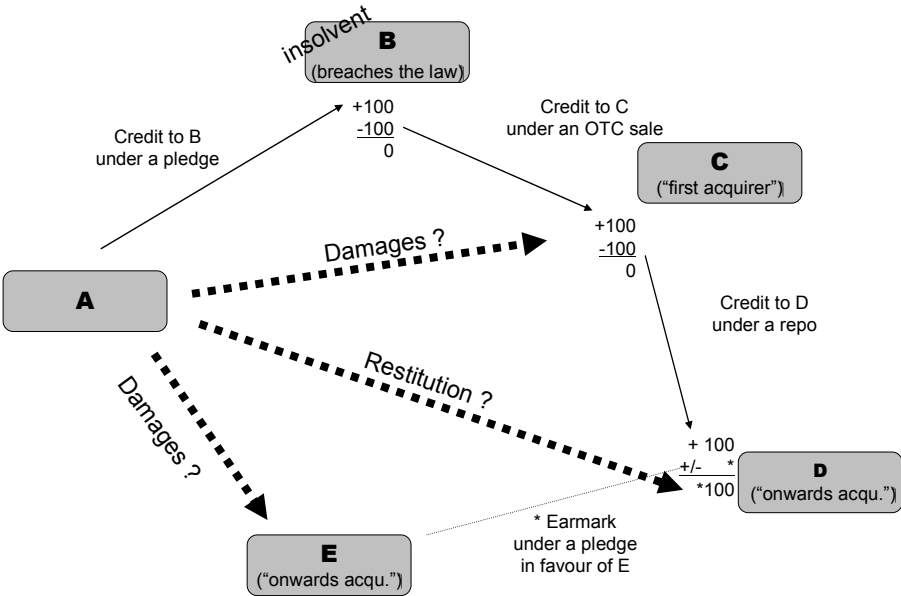 insolvent
B
(breaches the law)
+100
-100
0
Credit to B
under a pledge
Credit to C
under an OTC sale
C
("first acquirer")
+100
-100
0
Damages ?
A
Credit to D
under a repo
Restitution ?
Damages ?
+ 100
+/- *
*100
D
("onwards acqu.")
* Earmark
under a pledge
in favour of E
E
("onwards acqu.")